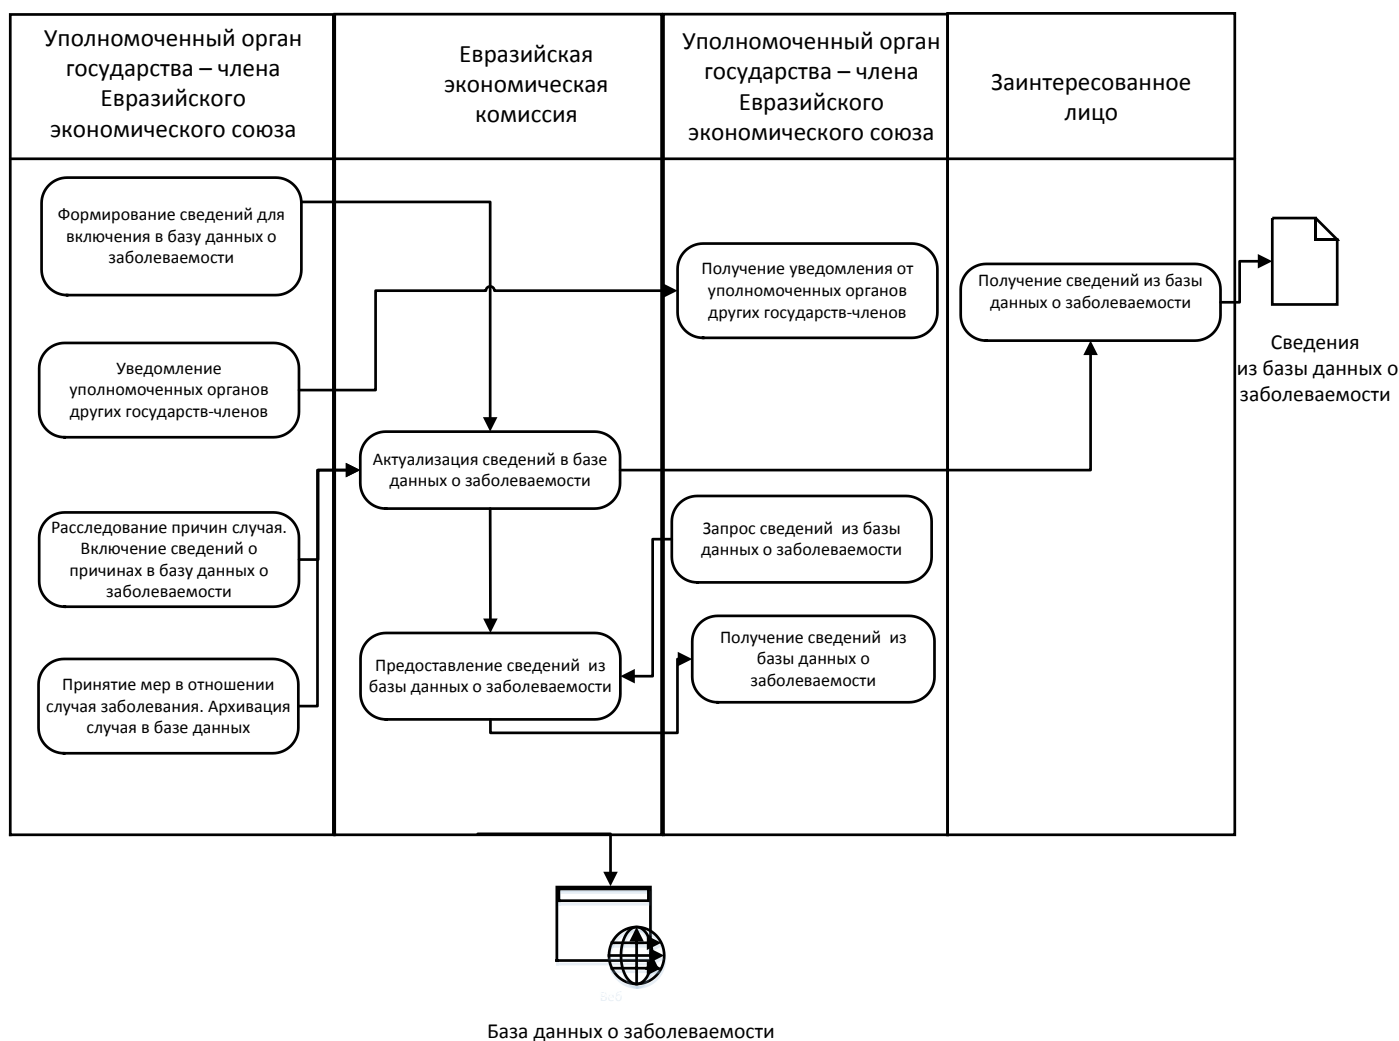 Уполномоченный орган
государства – члена
Евразийского
экономического союза
Евразийская
экономическая
комиссия
Уполномоченный орган
государства – члена
Евразийского
экономического союза
Заинтересованное
лицо
Формирование сведений для
включения в базу данных о
заболеваемости
Уведомление
уполномоченных органов
других государств-членов
Расследование причин случая.
Включение сведений о
причинах в базу данных о
заболеваемости
Принятие мер в отношении
случая заболевания. Архивация
случая в базе данных
Актуализация сведений в базе
данных о заболеваемости
Предоставление сведений из
базы данных о заболеваемости
Получение уведомления от
уполномоченных органов
других государств-членов
Запрос сведений из базы
данных о заболеваемости
Получение сведений из
базы данных о
заболеваемости
Получение сведений из базы
данных о заболеваемости
Сведения
из базы данных о
заболеваемости
Веб
База данных о заболеваемости